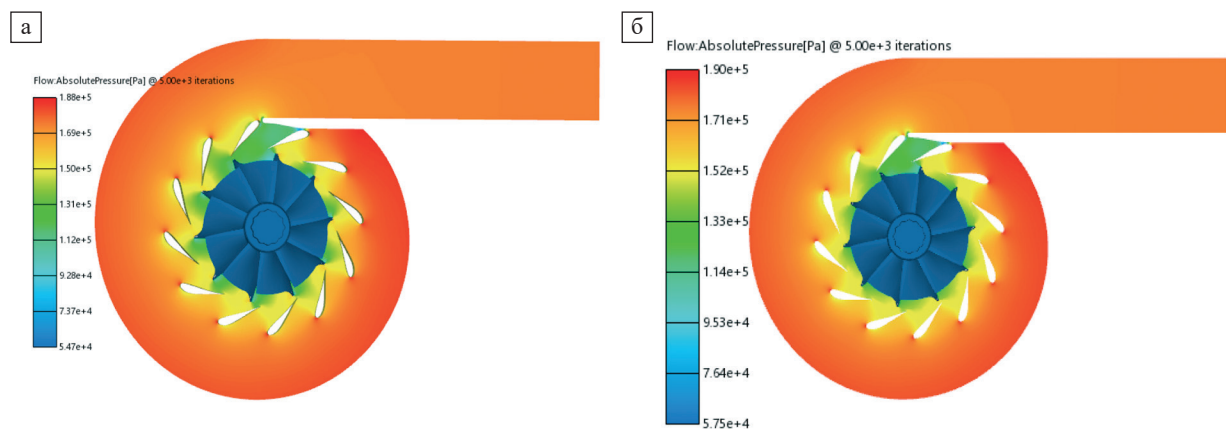 а
Flow:AbsolutePressure[Pa] @ 5.00e+3 iterations
1.88e+5
1.69e+5
1.50e+5
1.31e+5
1.12e+5
9.28e+4
7.37e+4
5.47e+4
б
Flow:AbsolutePressure[Pa] @ 5.00e+3 iterations
1.90e+5
1.71e+5
1.52e+5
1.33e+5
1.14e+5
9.53e+4
7.64e+4
5.75e+4